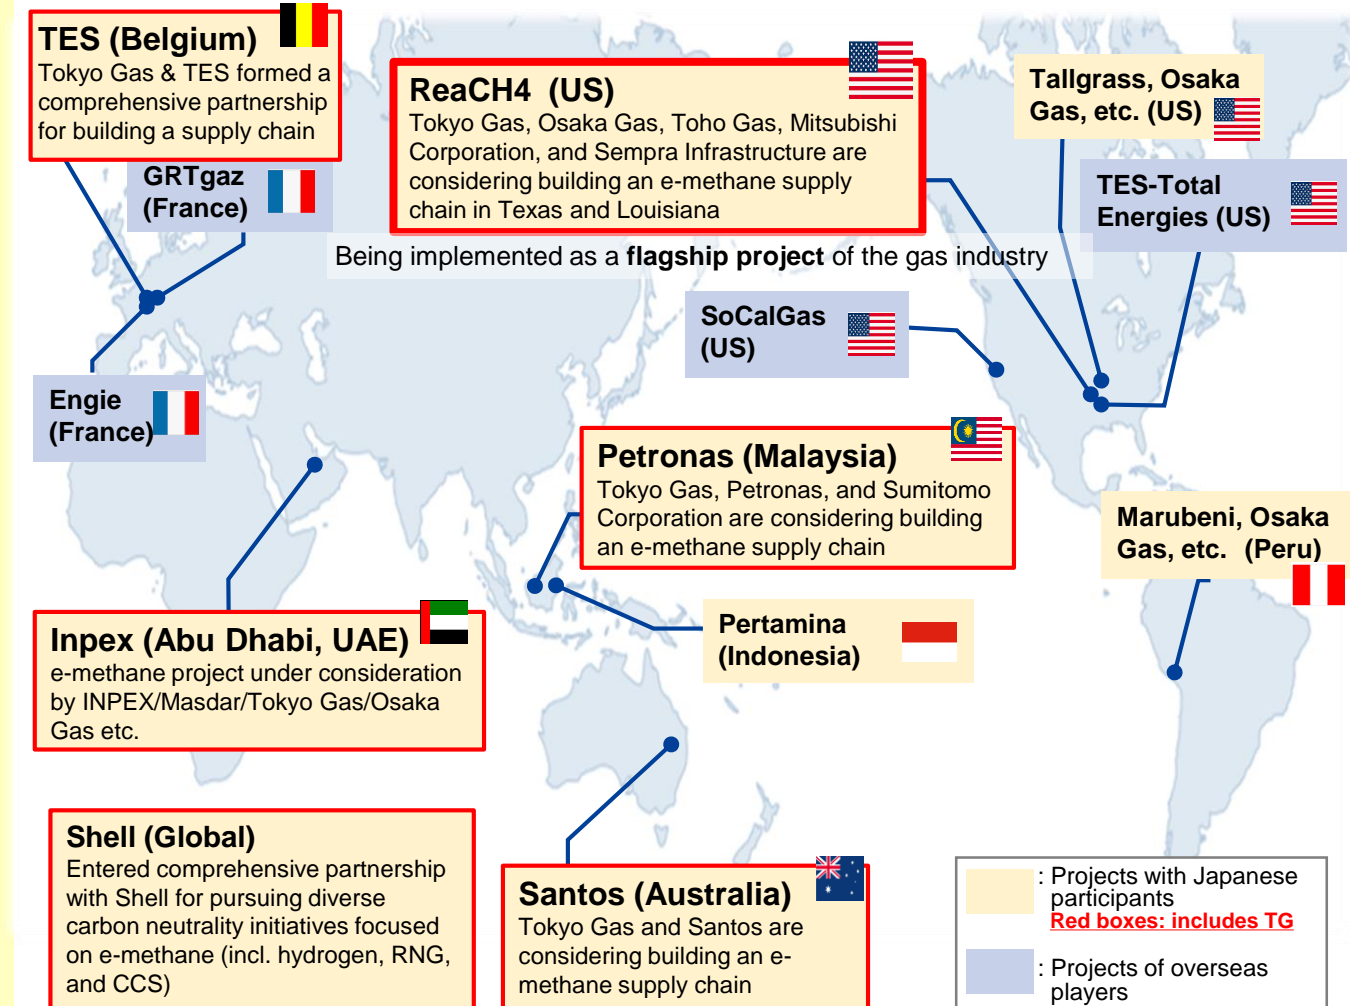 TES (Belgium)
Tokyo Gas & TES formed a
comprehensive partnership
for building a supply chain
GRTgaz
(France)
ReaCH4 (US)
Tokyo Gas, Osaka Gas, Toho Gas, Mitsubishi
Corporation, and Sempra Infrastructure are
considering building an e-methane supply
chain in Texas and Louisiana
Being implemented as a flagship project of the gas industry
Tallgrass, Osaka
Gas, etc. (US)
TES-Total
Energies (US)
SoCalGas
(US)
Engie
(France)
Petronas (Malaysia)
Tokyo Gas, Petronas, and Sumitomo
Corporation are considering building
an e-methane supply chain
Marubeni, Osaka
Gas, etc. (Peru)
Inpex (Abu Dhabi, UAE)
e-methane project under consideration
by INPEX/Masdar/Tokyo Gas/Osaka
Gas etc.
Pertamina
(Indonesia)
Shell (Global)
Entered comprehensive partnership
with Shell for pursuing diverse
carbon neutrality initiatives focused
on e-methane (incl. hydrogen, RNG,
and CCS)
Santos (Australia)
Tokyo Gas and Santos are
considering building an e-
methane supply chain
: Projects with Japanese
participants
Red boxes: includes TG
: Projects of overseas
players